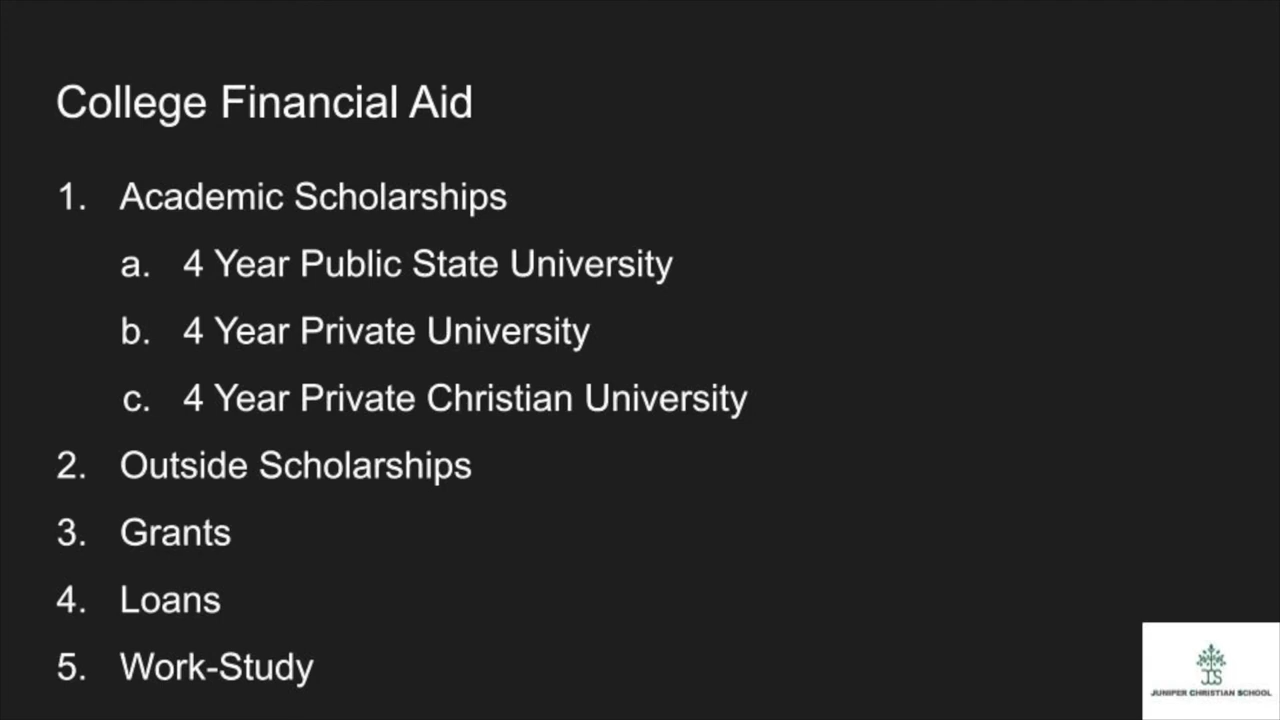 College Financial Aid
1. Academic Scholarships
a. 4 Year Public State University
b. 4 Year Private University
c. 4 Year Private Christian University
2. Outside Scholarships
3. Grants
4. Loans
5. Work-Study
JCS
JUNIPER CHRISTIAN SCHOOL